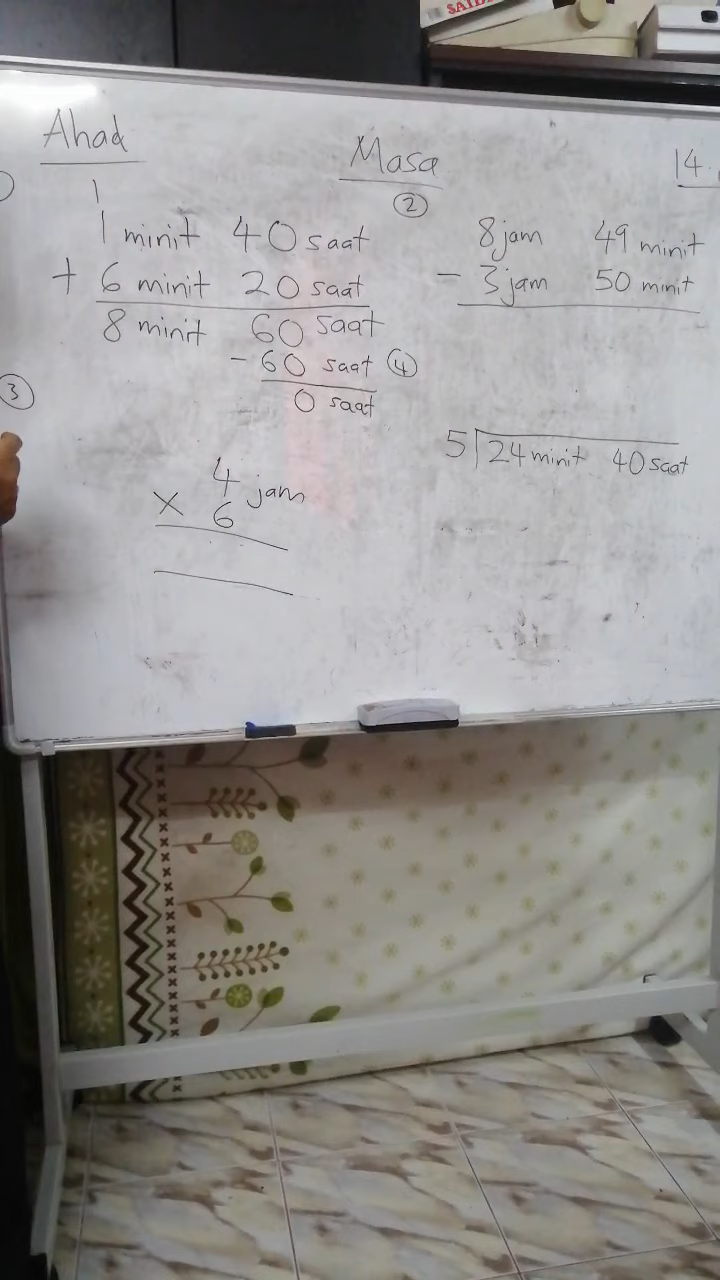 SAID
Ahad
Masa
14.
1
1 minit 40 saat
+ 6 minit 20 saat
8 minit 60 saat
- 60 saat
0 saat
②
8 jam 49 minit
- 3 jam 50 minit
③
4 jam
× 6
④
5 24 minit 40 saat